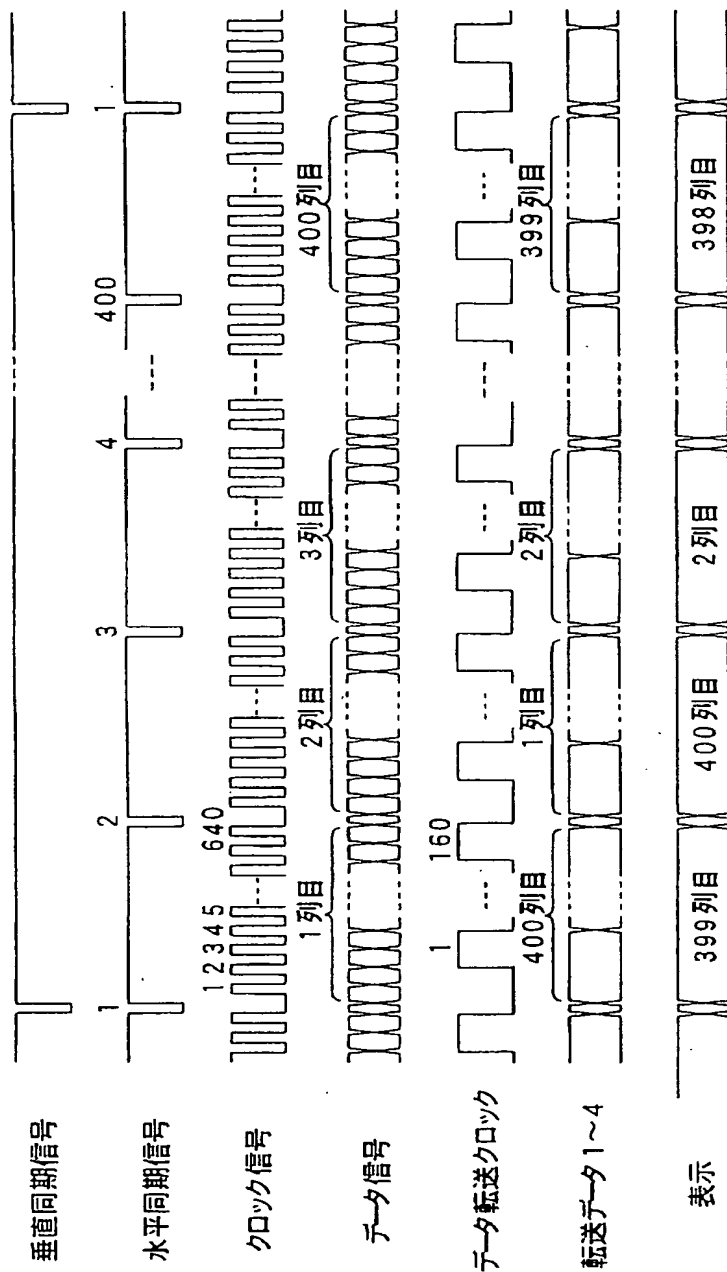 垂直同期信号
水平同期信号 1 2 3 4 400 1
クロック信号 1 2 3 4 5 640
データ信号 1列目 2列目 3列目 400列目
データ転送クロック 1 160
転送データ1~4 400列目 1列目 2列目 399列目
表示 399列目 400列目 2列目 398列目